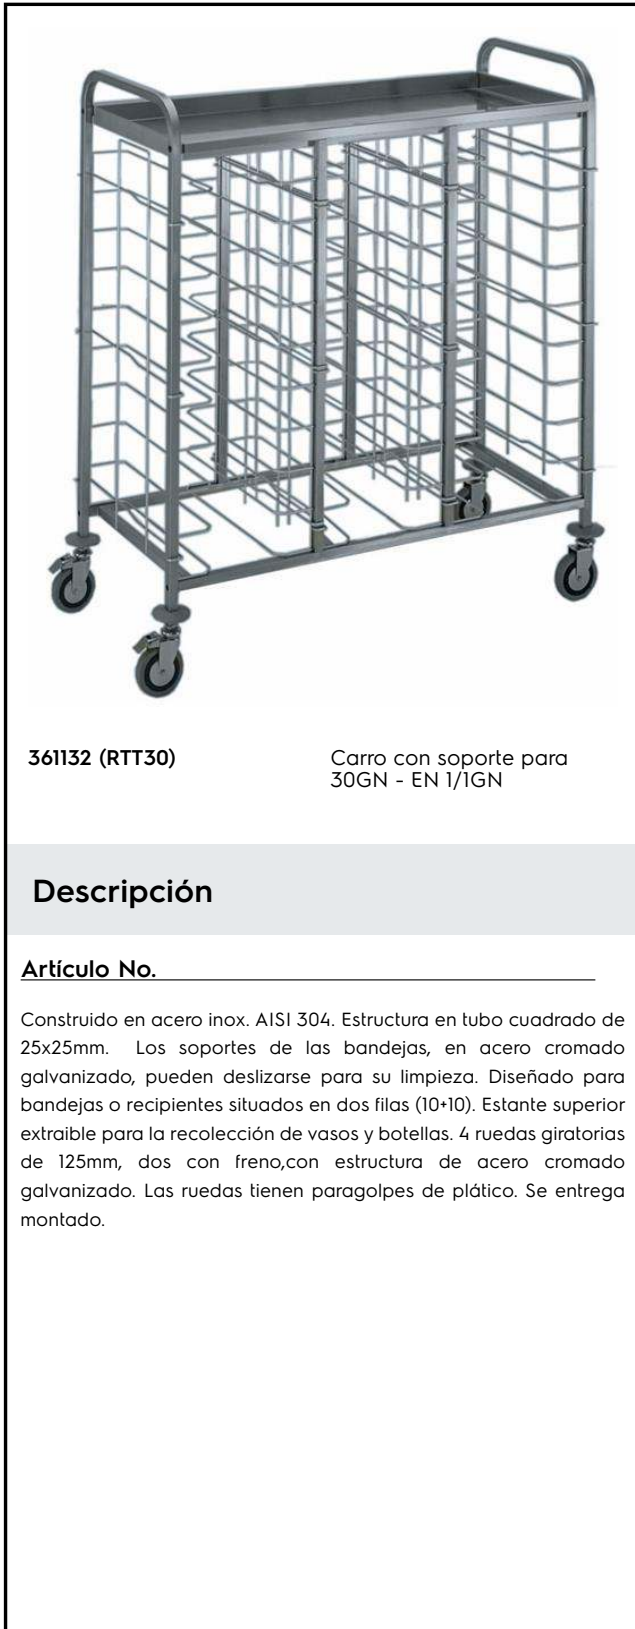 361132 (RTT30)
Carro con soporte para
30GN - EN 1/1GN
Descripción
Artículo No.
Construido en acero inox. AISI 304. Estructura en tubo cuadrado de
25x25mm. Los soportes de las bandejas, en acero cromado
galvanizado, pueden deslizarse para su limpieza. Diseñado para
bandejas o recipientes situados en dos filas (10+10). Estante superior
extraible para la recolección de vasos y botellas. 4 ruedas giratorias
de 125mm, dos con freno,con estructura de acero cromado
galvanizado. Las ruedas tienen paragolpes de plático. Se entrega
montado.